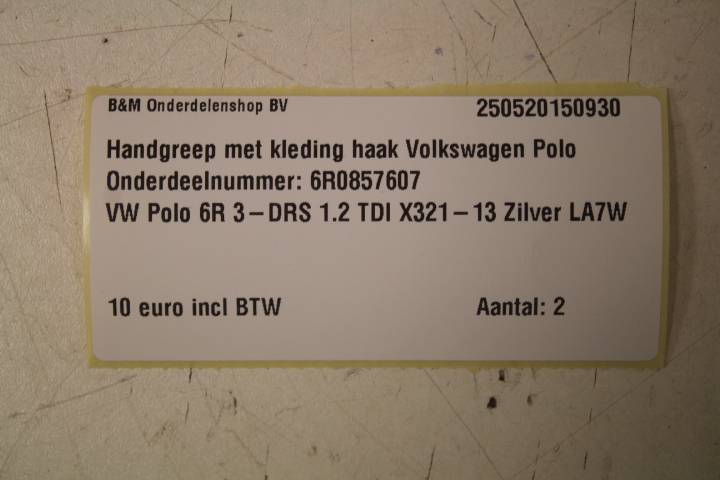 B&M Onderdelenshop BV 250520150930
Handgreep met kleding haak Volkswagen Polo
Onderdeelnummer: 6R0857607
VW Polo 6R 3-DRS 1.2 TDI X321-13 Zilver LA7W
10 euro incl BTW Aantal: 2